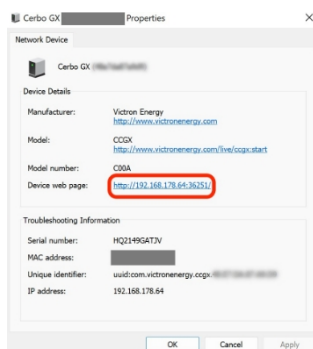 Cerbo GX Properties
Network Device
Cerbo GX
Device Details
Manufacturer: Victron Energy
http://www.victronenergy.com
Model: CCGX
http://www.victronenergy.com/live/ccgx:start
Model number: C00A
Device web page: http://192.168.178.64:36251/
Troubleshooting Information
Serial number: HQ2149GATJV
MAC address:
Unique identifier: uuid:com.victronenergy.ccgx.
IP address: 192.168.178.64
OK Cancel Apply